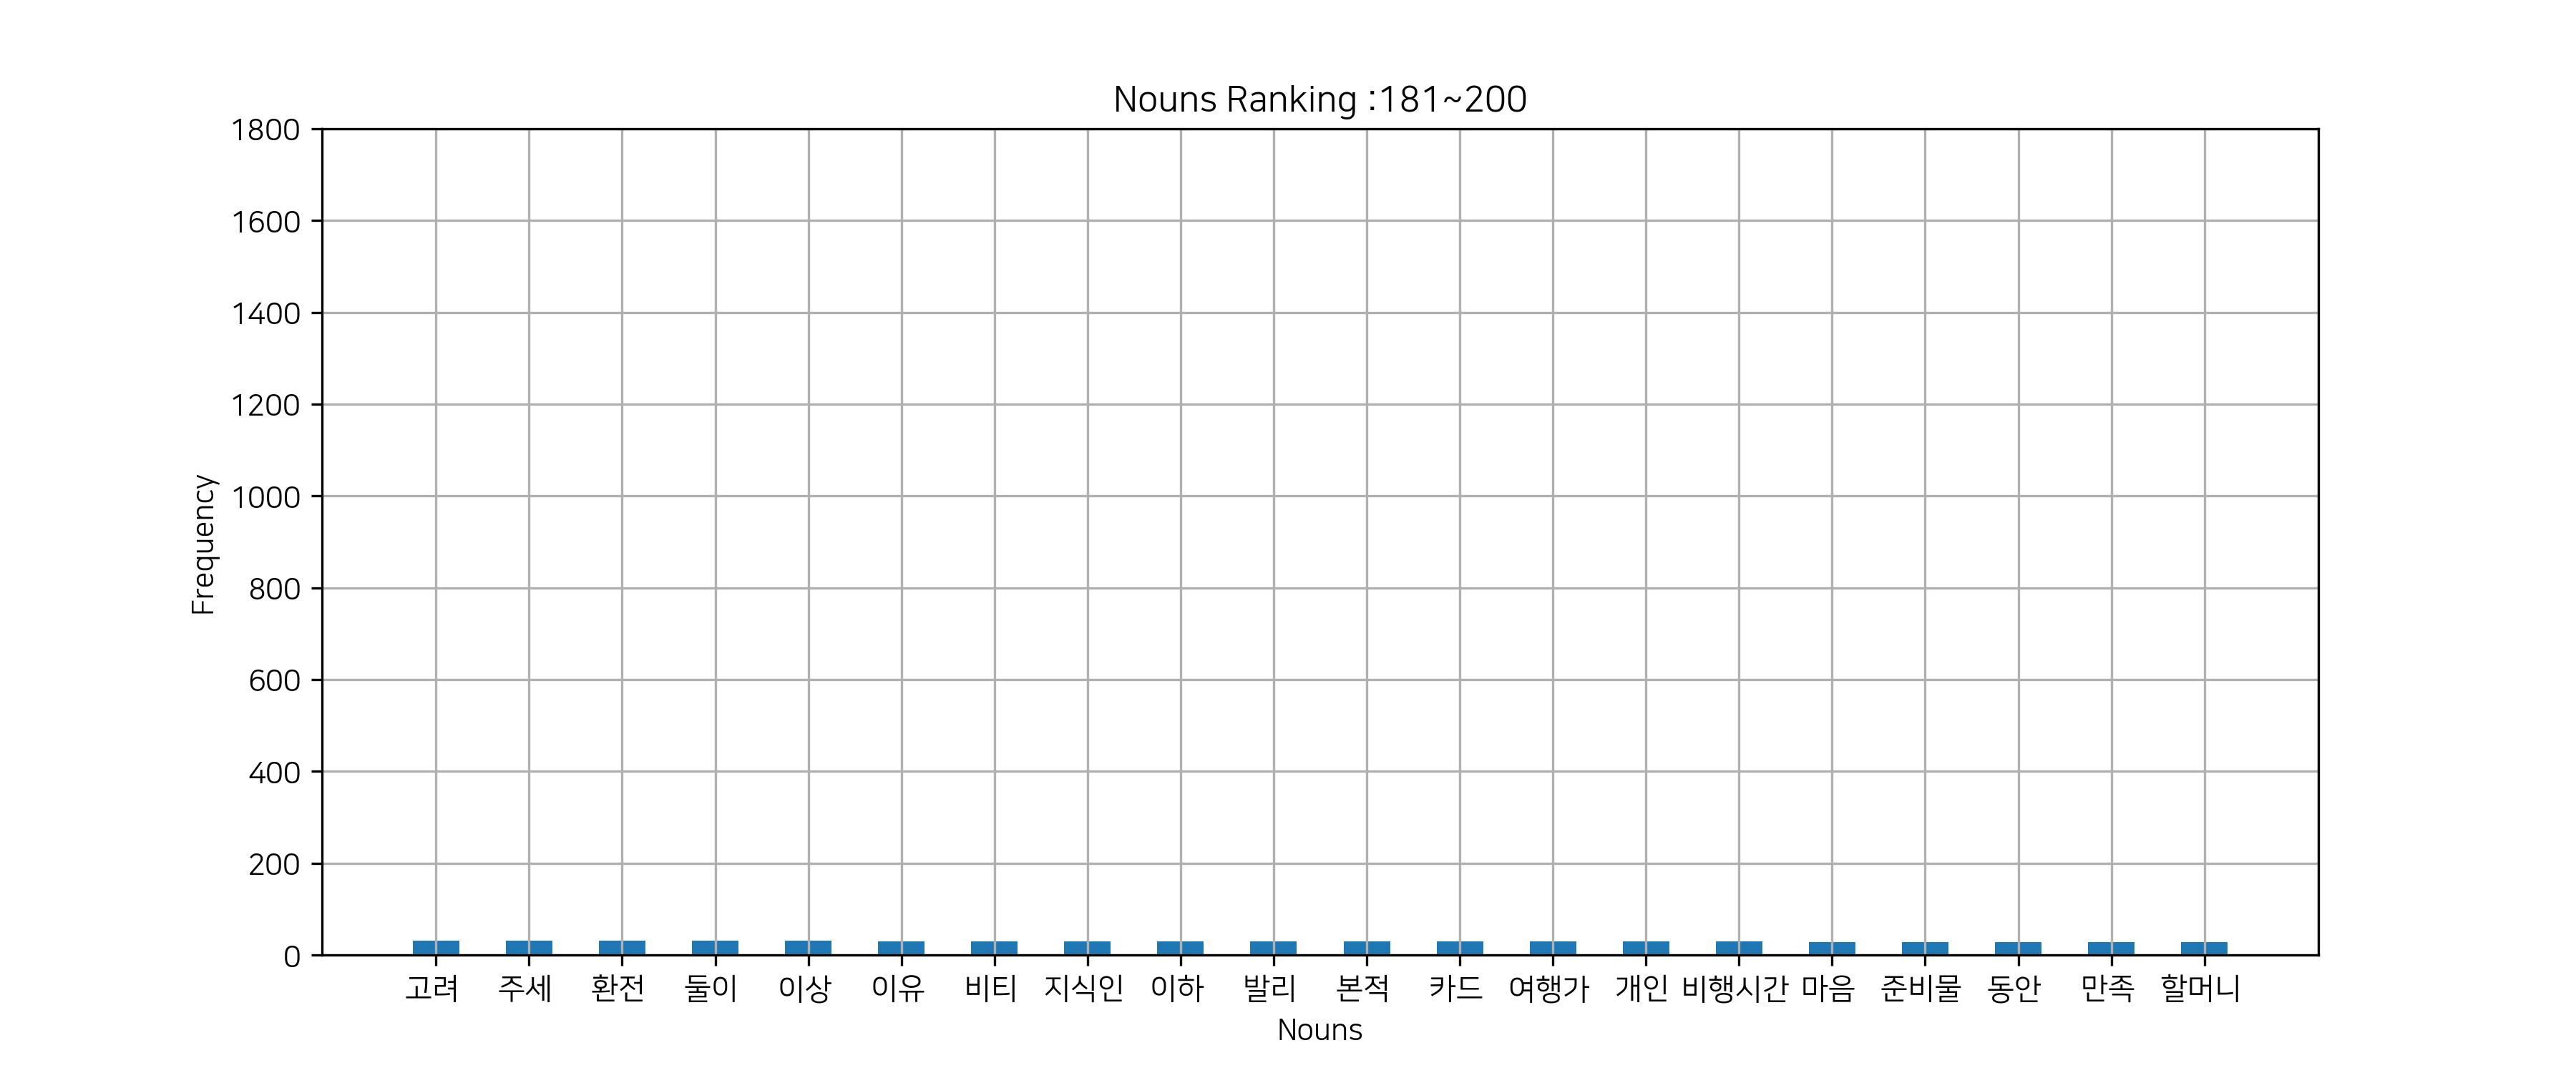 Nouns Ranking :181~200
1800
1600
1400
1200
1000
800
600
400
200
0
Frequency
고려 주세 환전 둘이 이상 이유 비티 지식인 이하 발리 본적 카드 여행가 개인 비행시간 마음 준비물 동안 만족 할머니
Nouns